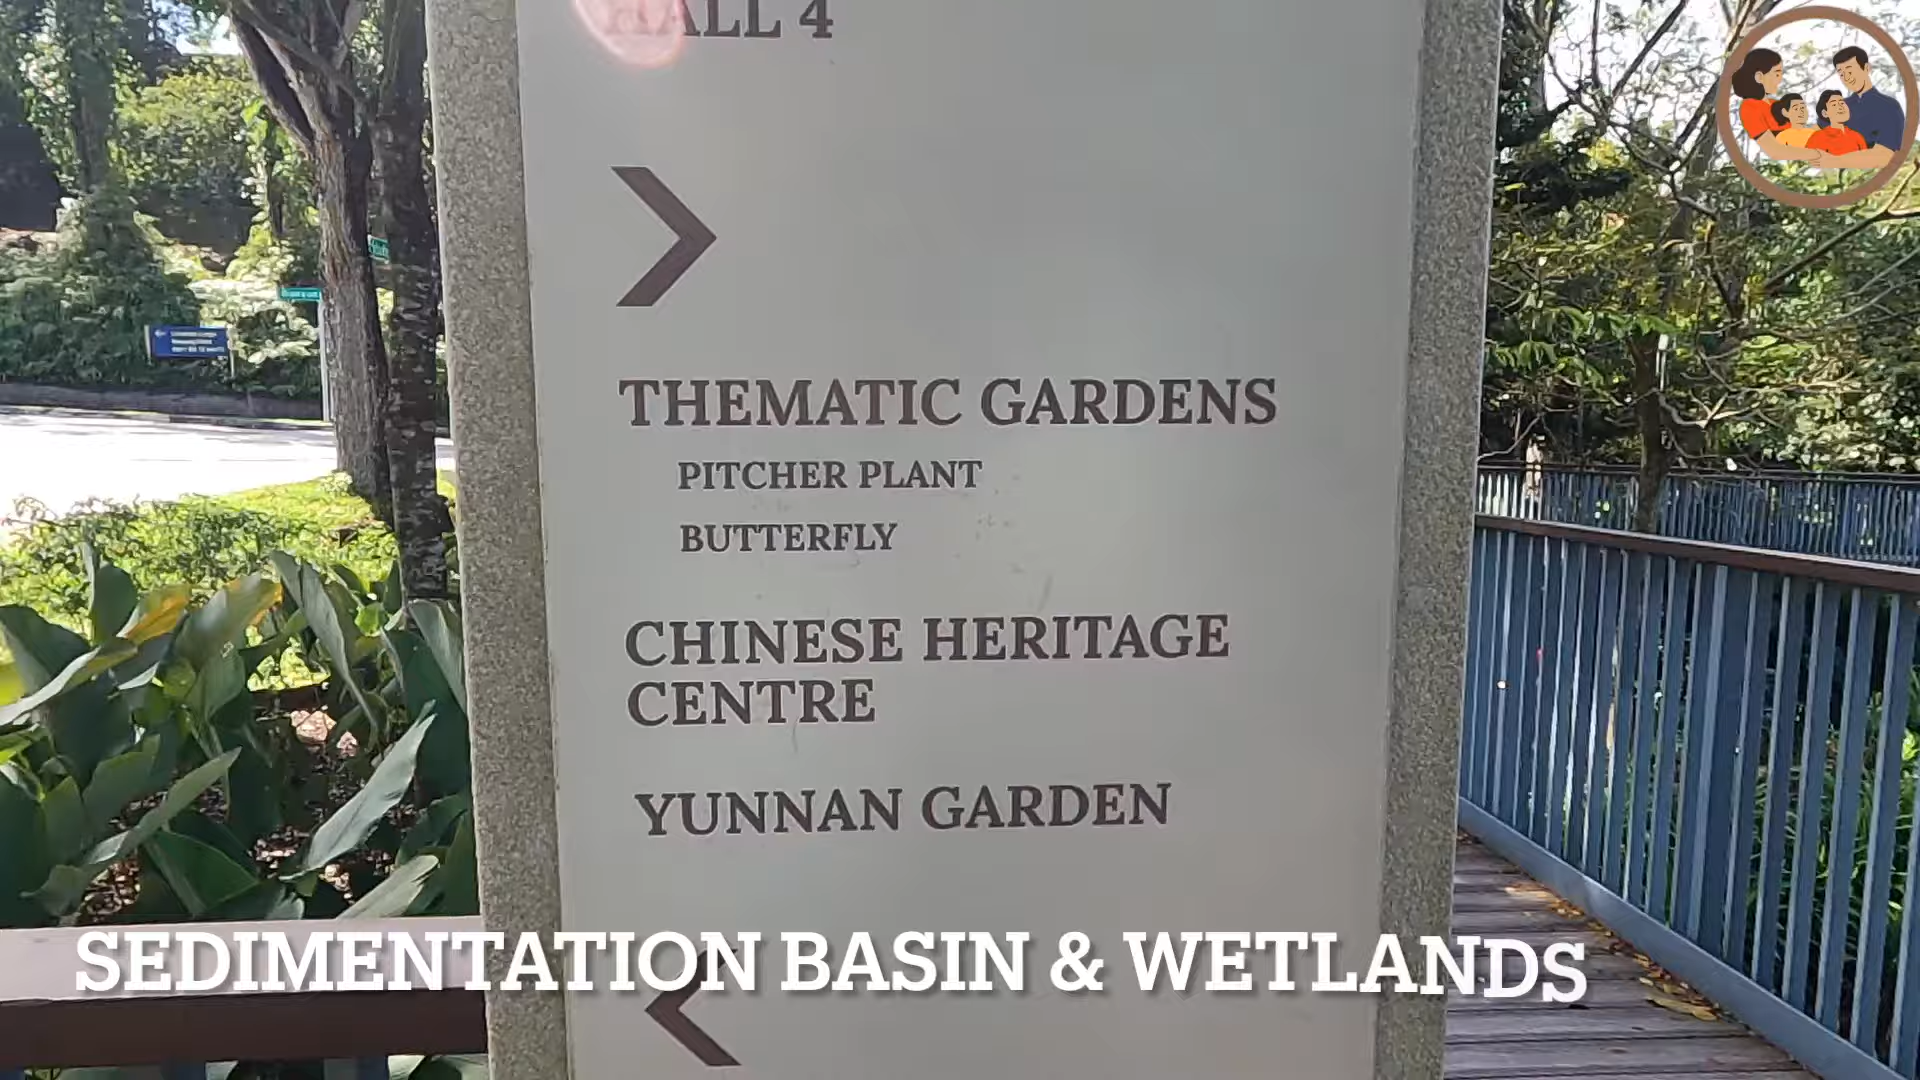 HALL 4
THEMATIC GARDENS
PITCHER PLANT
BUTTERFLY
CHINESE HERITAGE
CENTRE
YUNNAN GARDEN
SEDIMENTATION BASIN & WETLANDS